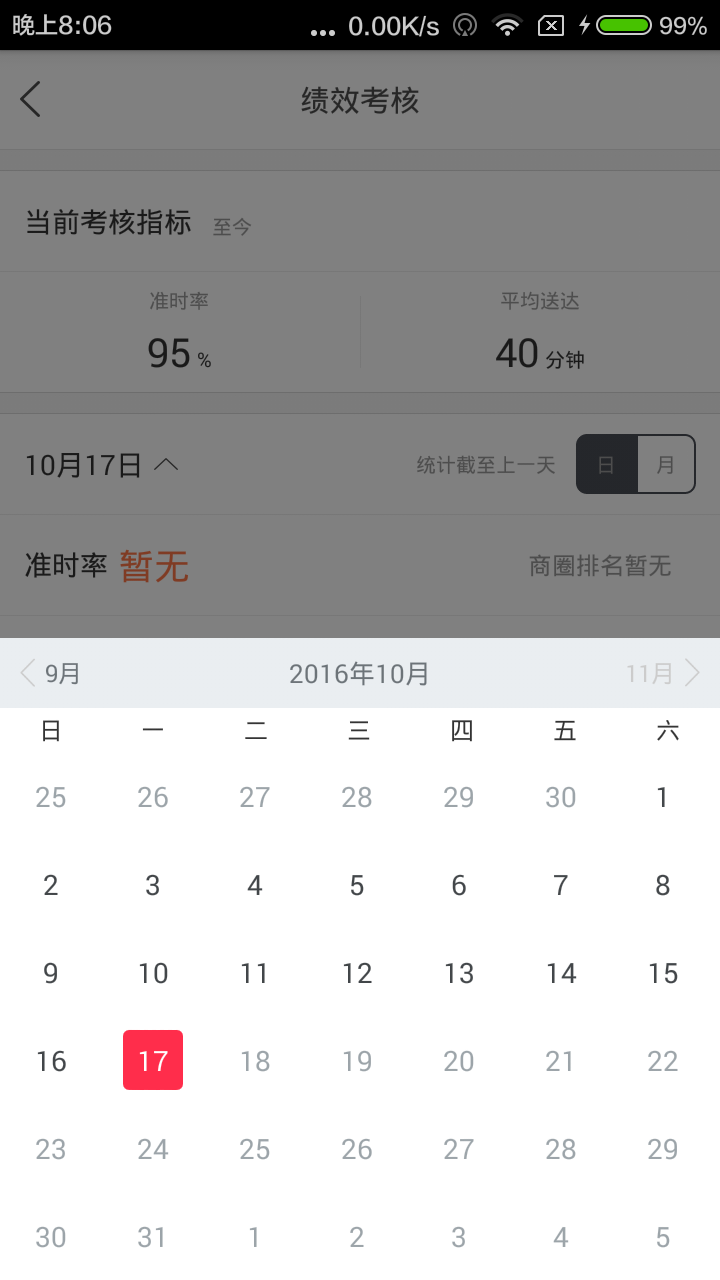 晚上8:06 ... 0.00K/s 99%
绩效考核
当前考核指标 至今
准时率 平均送达
95 % 40 分钟
10月17日 统计截至上一天 日 月
准时率 暂无 商圈排名暂无
9月 2016年10月 11月
日 一 二 三 四 五 六
25 26 27 28 29 30 1
2 3 4 5 6 7 8
9 10 11 12 13 14 15
16 17 18 19 20 21 22
23 24 25 26 27 28 29
30 31 1 2 3 4 5